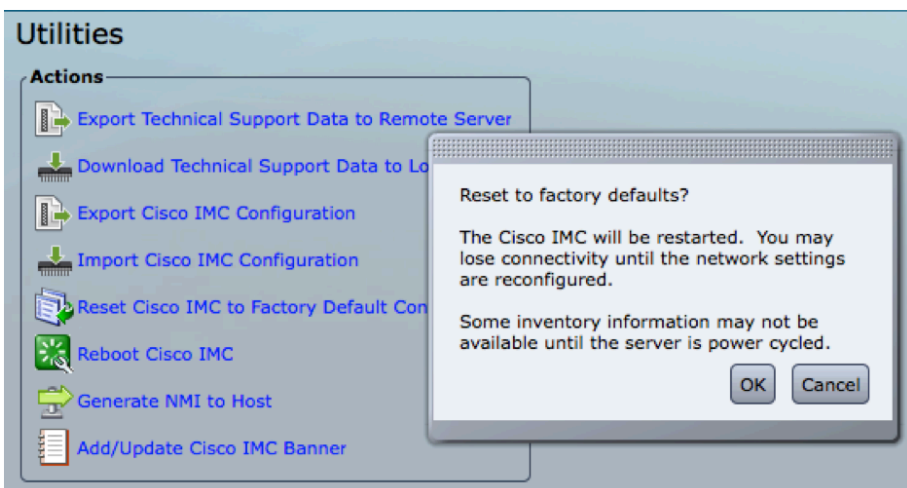 Utilities
Actions
Export Technical Support Data to Remote Server
Download Technical Support Data to Lo
Export Cisco IMC Configuration
Import Cisco IMC Configuration
Reset Cisco IMC to Factory Default Con
Reboot Cisco IMC
Generate NMI to Host
Add/Update Cisco IMC Banner
Reset to factory defaults?
The Cisco IMC will be restarted. You may
lose connectivity until the network settings
are reconfigured.
Some inventory information may not be
available until the server is power cycled.
OK Cancel